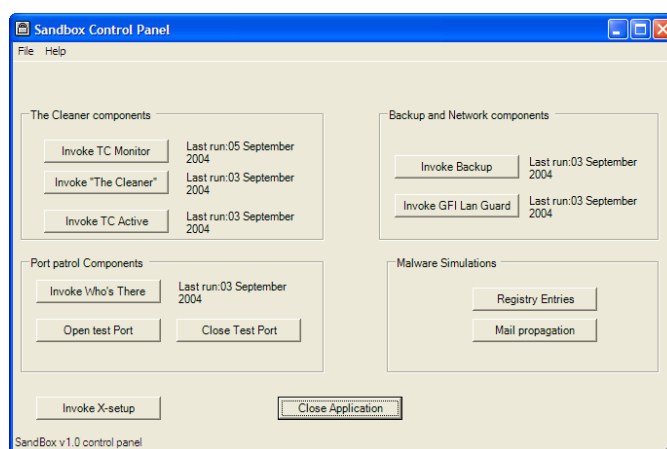 Sandbox Control Panel
File Help
The Cleaner components
Invoke TC Monitor
Last run:05 September
2004
Invoke "The Cleaner"
Last run:03 September
2004
Invoke TC Active
Last run:03 September
2004
Backup and Network components
Invoke Backup
Last run:03 September
2004
Invoke GFI Lan Guard
Last run:03 September
2004
Port patrol Components
Invoke Who's There
Last run:03 September
2004
Open test Port
Close Test Port
Malware Simulations
Registry Entries
Mail propagation
Invoke X-setup
Close Application
SandBox v1.0 control panel